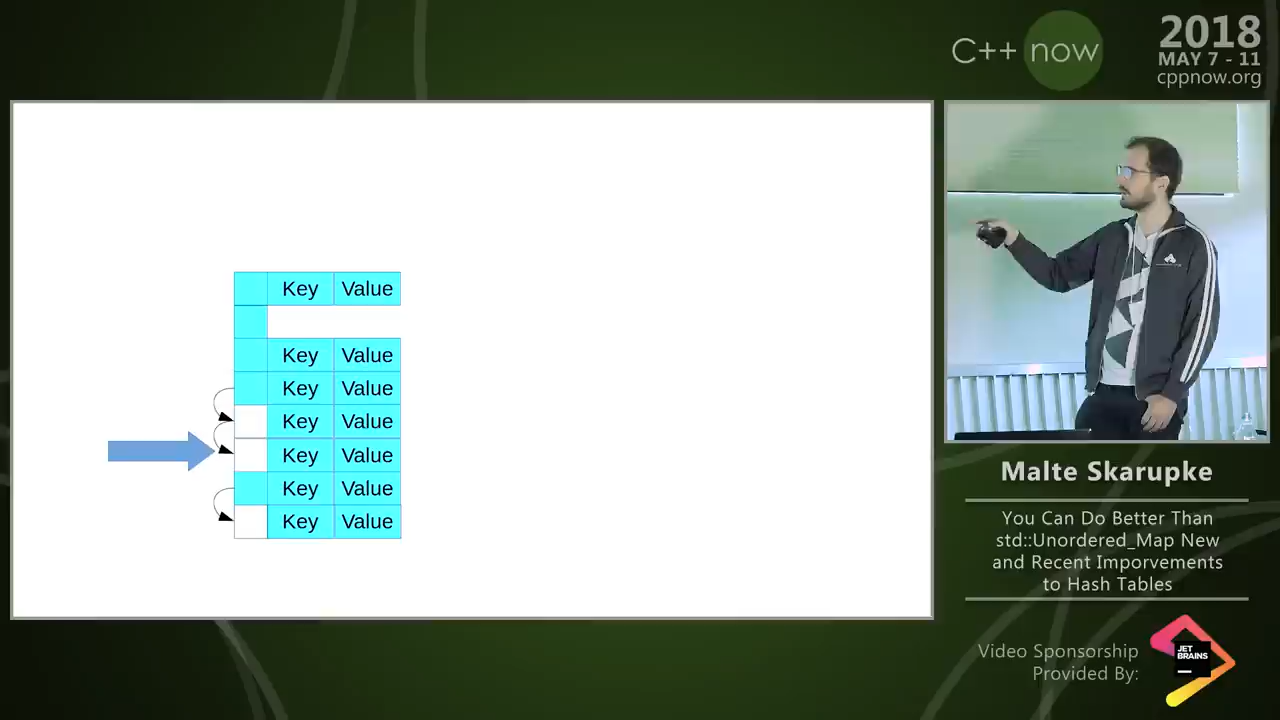 C++ now
2018
MAY 7 - 11
cppnow.org
Key Value
Key Value
Key Value
Key Value
Key Value
Key Value
Key Value
Malte Skarupke
You Can Do Better Than
std::Unordered_Map New
and Recent Imporvements
to Hash Tables
Video Sponsorship
Provided By:
JET
BRAINS